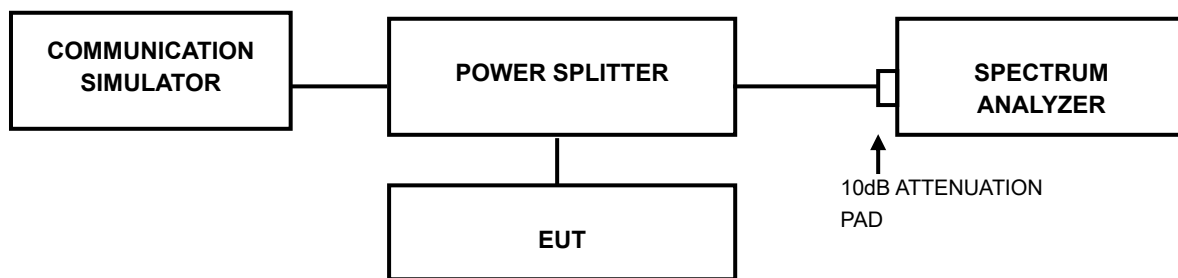 COMMUNICATION
SIMULATOR
POWER SPLITTER
SPECTRUM
ANALYZER
10dB ATTENUATION
PAD
EUT